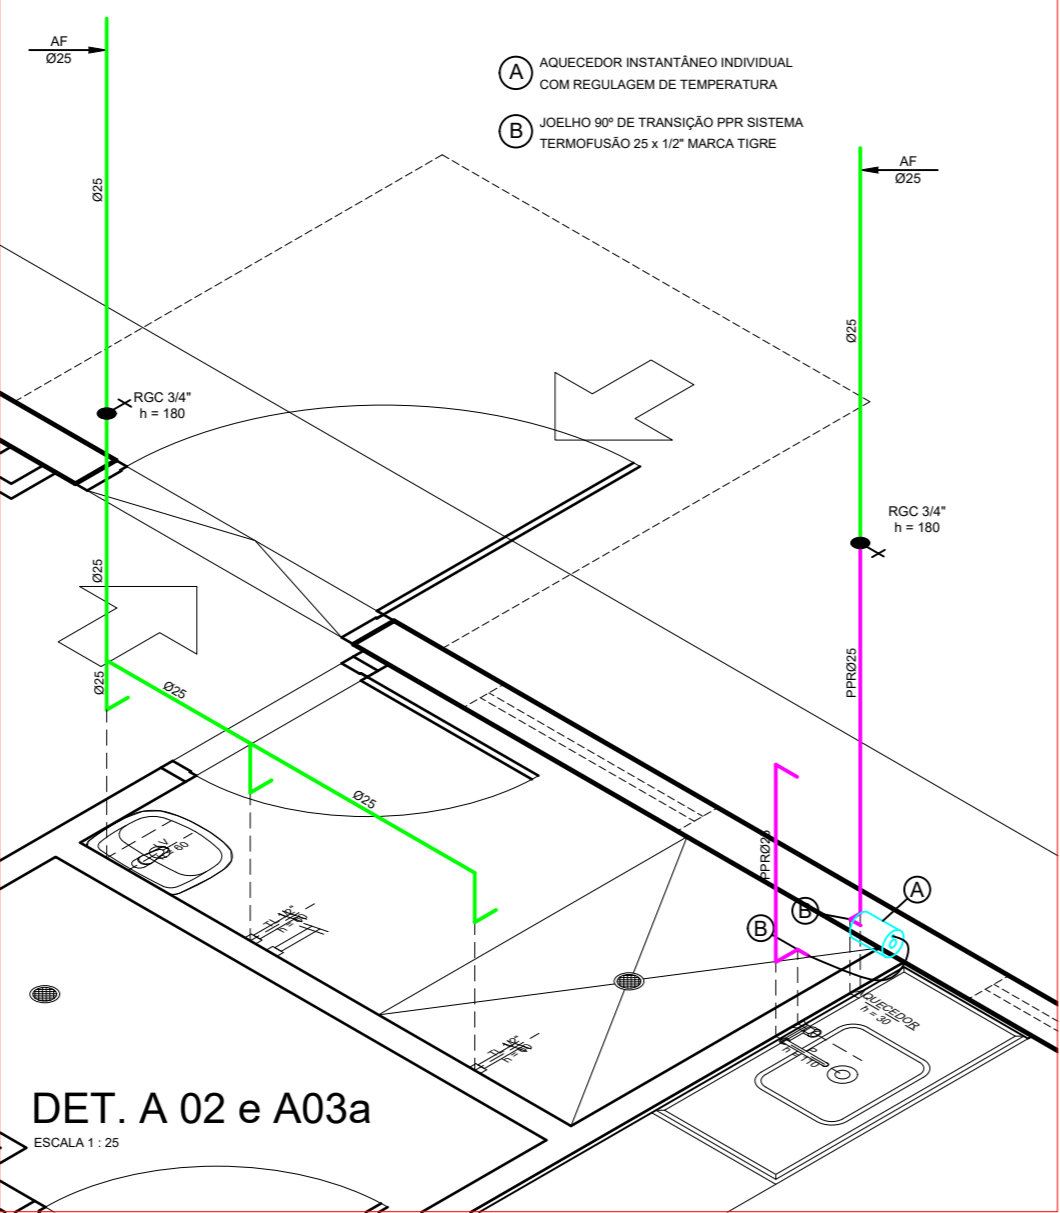 AF
Ø25
A
AQUECEDOR INSTANTÂNEO INDIVIDUAL
COM REGULAGEM DE TEMPERATURA
B
JOELHO 90º DE TRANSIÇÃO PPR SISTEMA
TERMOFUSÃO 25 x 1/2" MARCA TIGRE
AF
Ø25
Ø25
Ø25
RGC 3/4"
h = 180
RGC 3/4"
h = 180
Ø25
Ø25
Ø25
PPRØ25
Ø25
PPRØ25
A
B
B
AQUECEDOR
h = 30
DET. A 02 e A03a
ESCALA 1 : 25